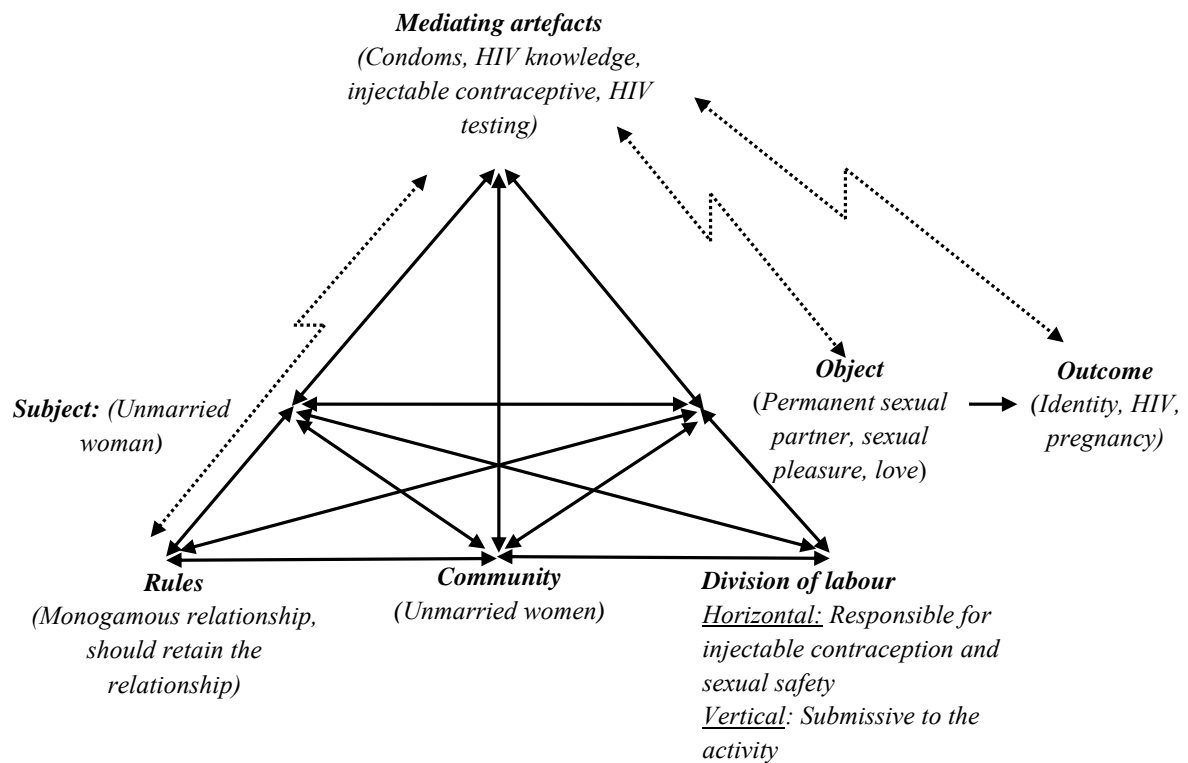 Mediating artefacts
(Condoms, HIV knowledge,
injectable contraceptive, HIV
testing)
Subject: (Unmarried
woman)
Object
(Permanent sexual
partner, sexual
pleasure, love)
Outcome
(Identity, HIV,
pregnancy)
Rules
(Monogamous relationship,
should retain the
relationship)
Community
(Unmarried women)
Division of labour
Horizontal: Responsible for
injectable contraception and
sexual safety
Vertical: Submissive to the
activity